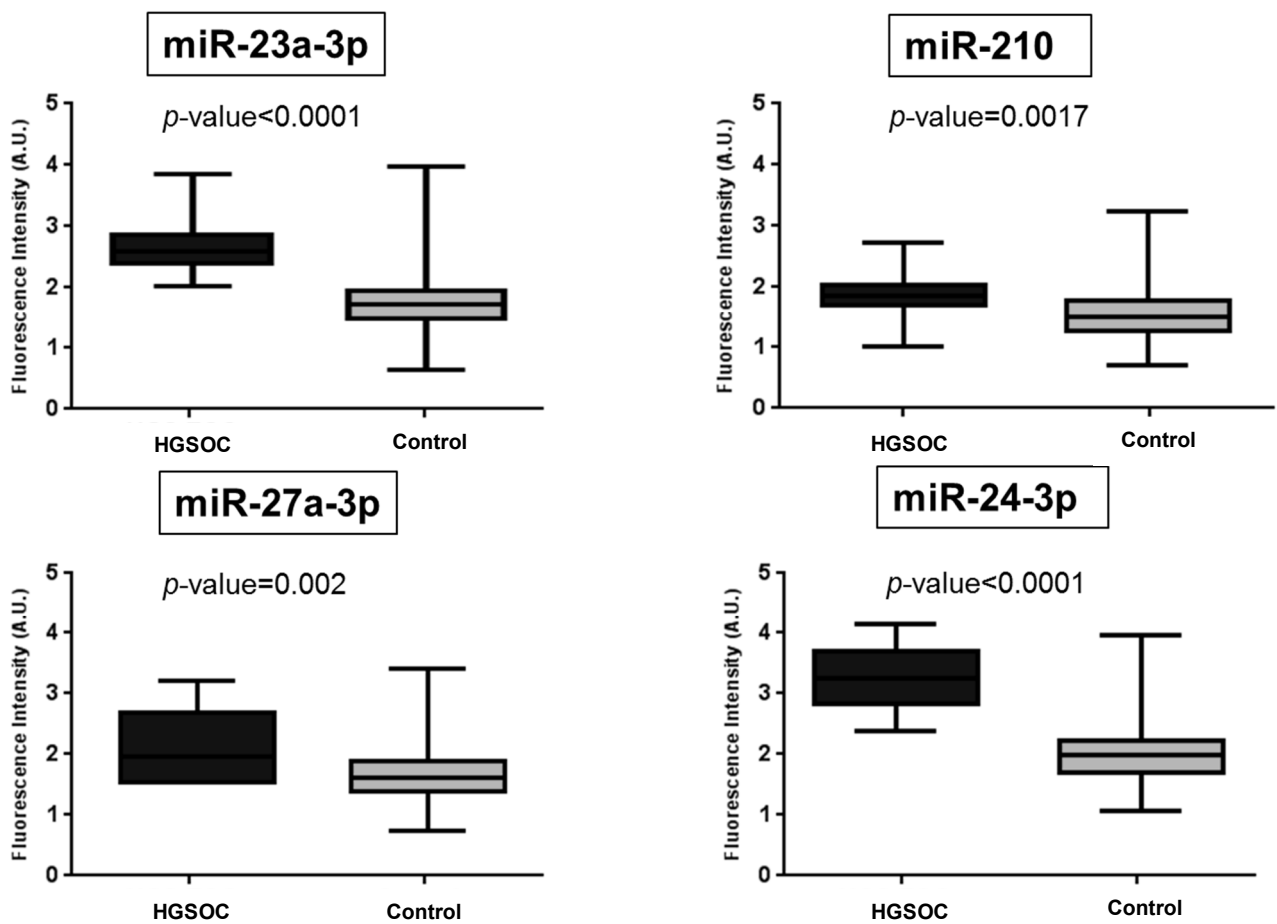 miR-23a-3p
p-value<0.0001
Fluorescence Intensity (A.U.)
5
4
3
2
1
0
HGSOC
Control
miR-210
p-value=0.0017
Fluorescence Intensity (A.U.)
5
4
3
2
1
0
HGSOC
Control
miR-27a-3p
p-value=0.002
Fluorescence Intensity (A.U.)
5
4
3
2
1
0
HGSOC
Control
miR-24-3p
p-value<0.0001
Fluorescence Intensity (A.U.)
5
4
3
2
1
0
HGSOC
Control